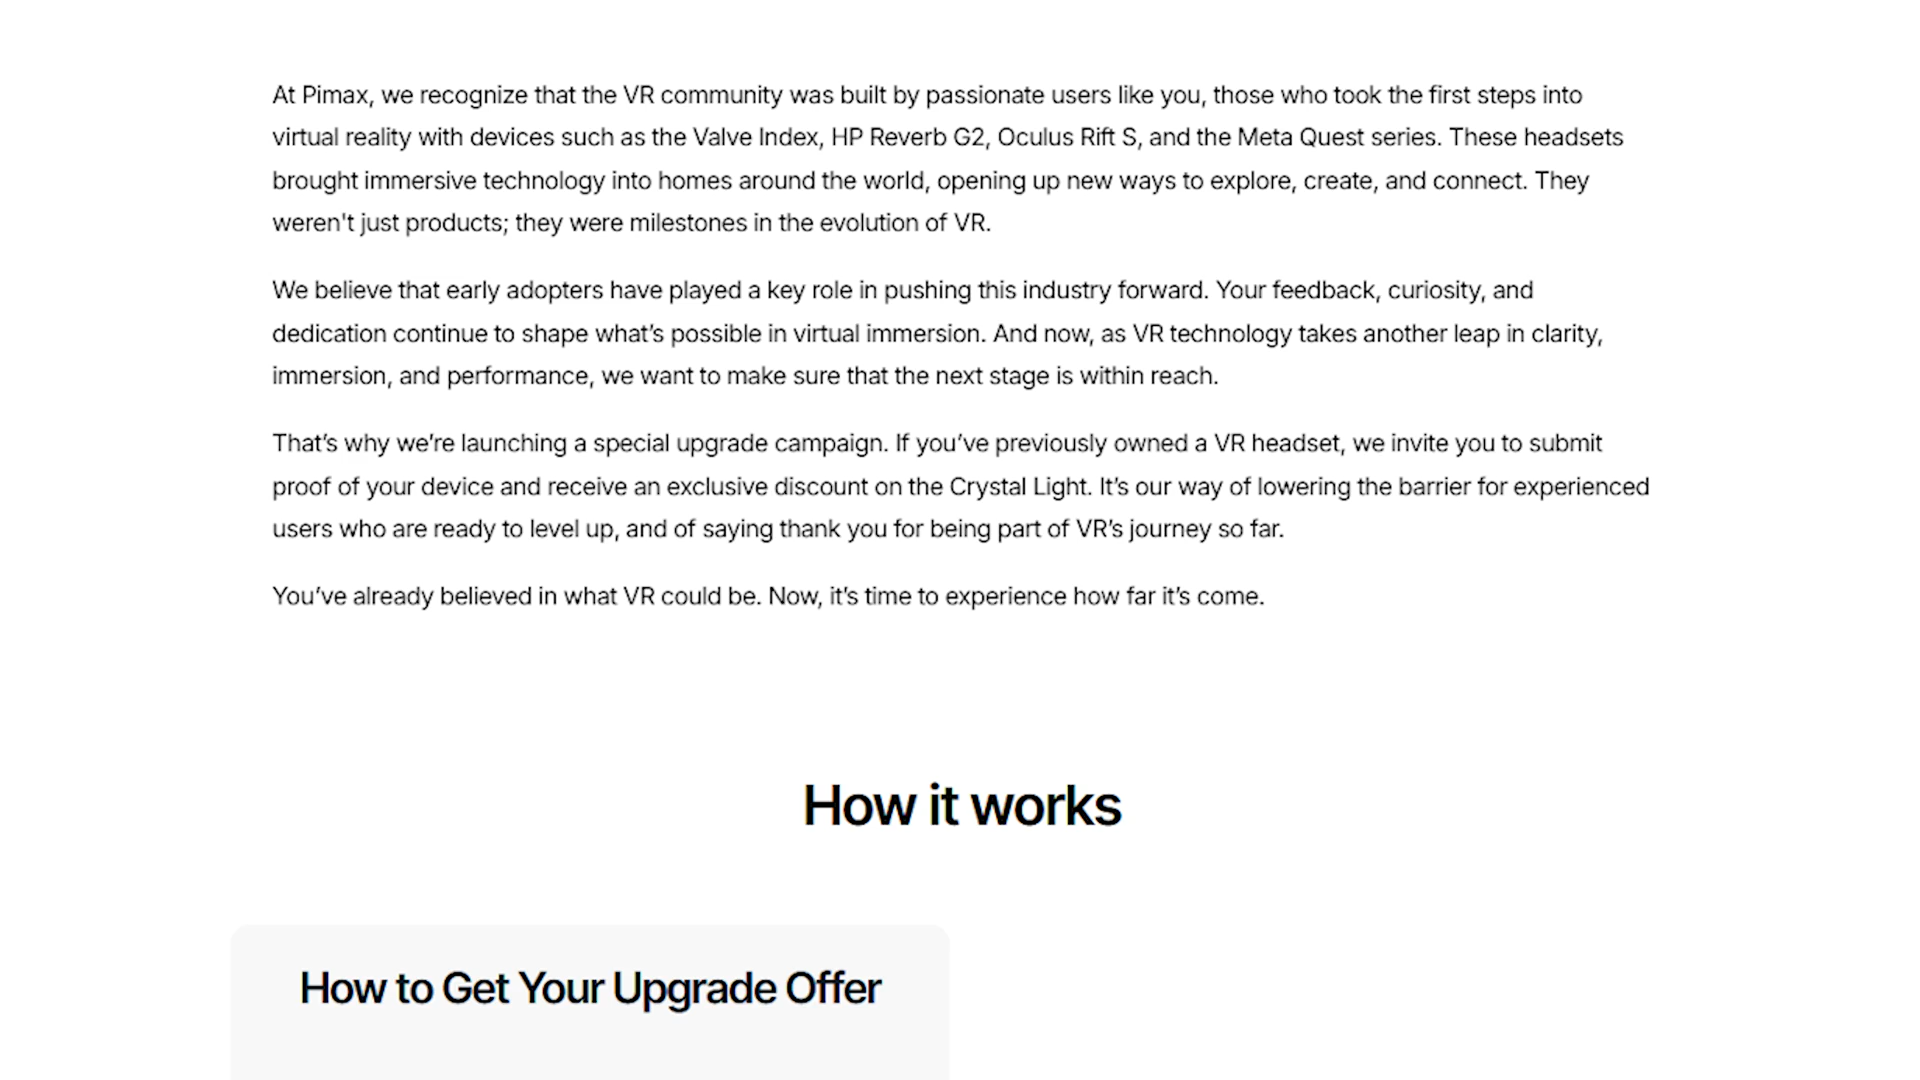 At Pimax, we recognize that the VR community was built by passionate users like you, those who took the first steps into
virtual reality with devices such as the Valve Index, HP Reverb G2, Oculus Rift S, and the Meta Quest series. These headsets
brought immersive technology into homes around the world, opening up new ways to explore, create, and connect. They
weren't just products; they were milestones in the evolution of VR.
We believe that early adopters have played a key role in pushing this industry forward. Your feedback, curiosity, and
dedication continue to shape what’s possible in virtual immersion. And now, as VR technology takes another leap in clarity,
immersion, and performance, we want to make sure that the next stage is within reach.
That’s why we’re launching a special upgrade campaign. If you’ve previously owned a VR headset, we invite you to submit
proof of your device and receive an exclusive discount on the Crystal Light. It’s our way of lowering the barrier for experienced
users who are ready to level up, and of saying thank you for being part of VR’s journey so far.
You’ve already believed in what VR could be. Now, it’s time to experience how far it’s come.
How it works
How to Get Your Upgrade Offer